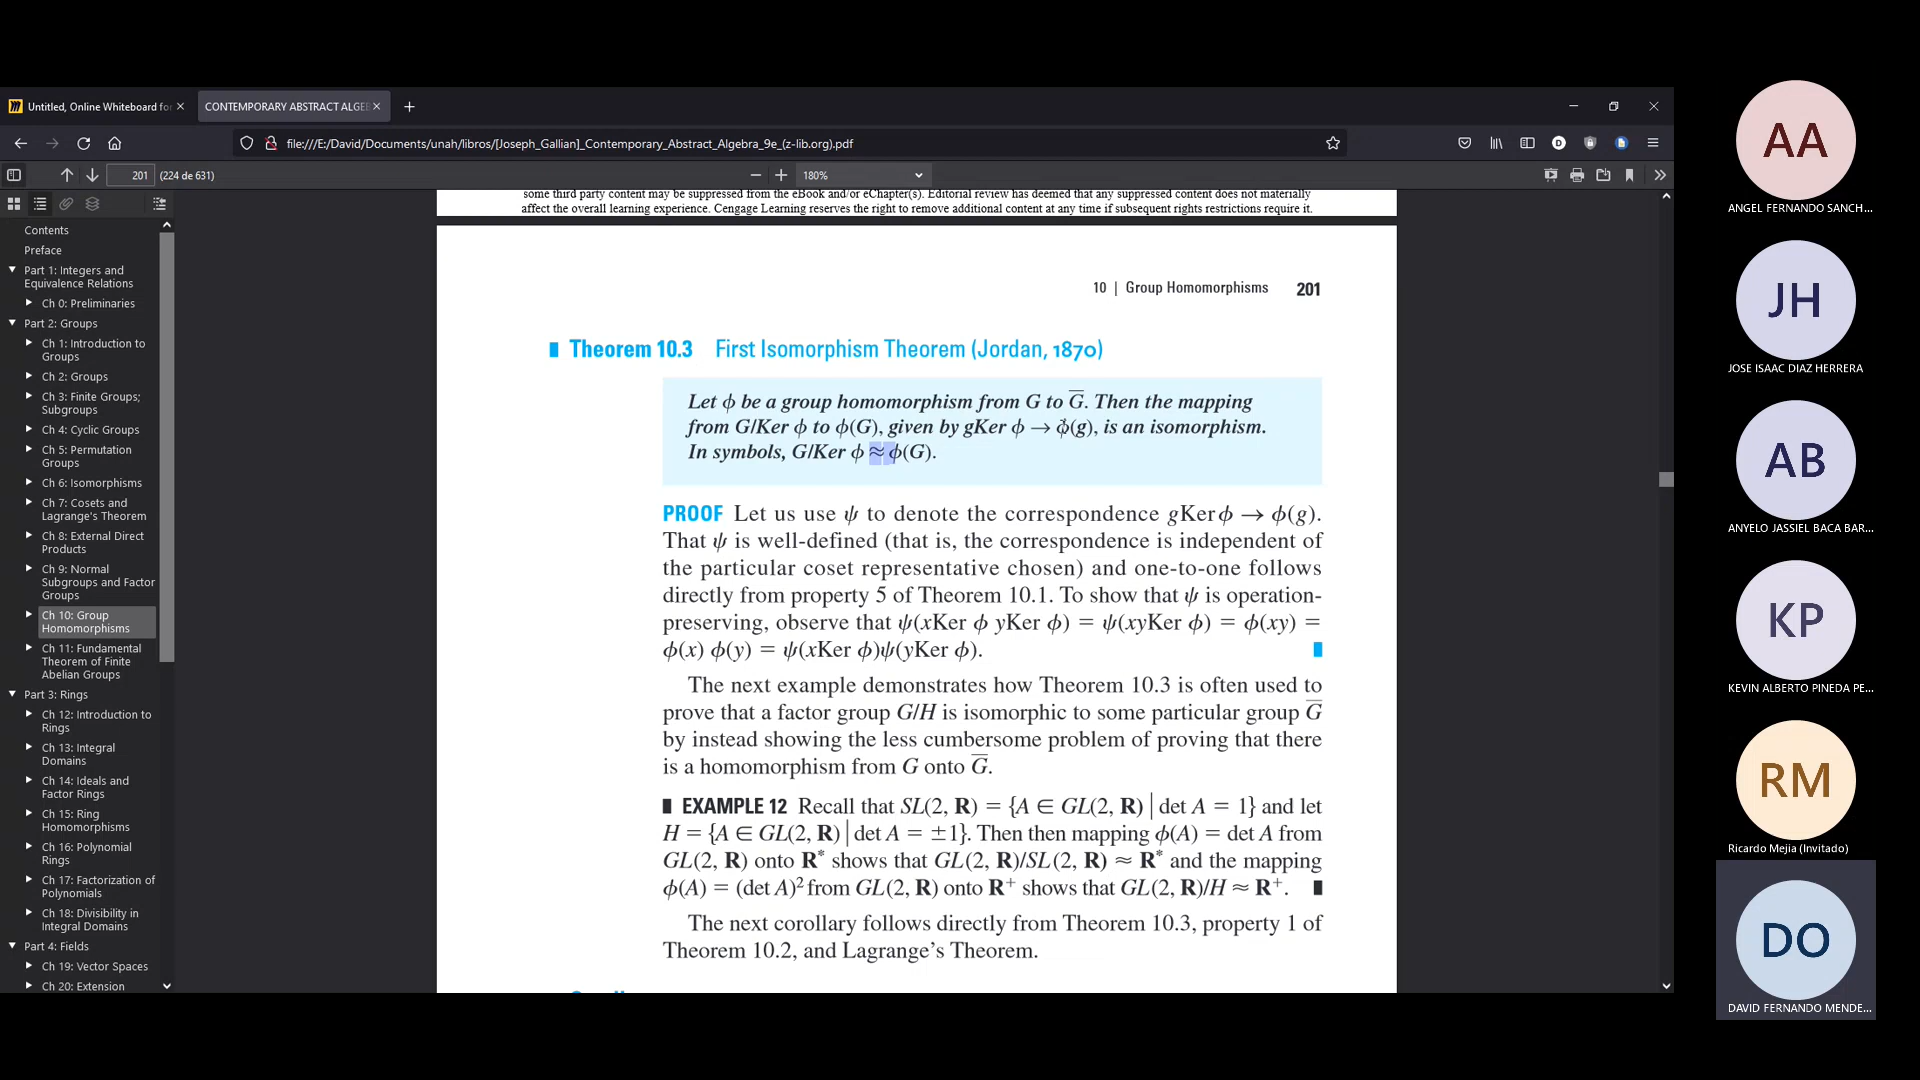 Untitled, Online Whiteboard for
CONTEMPORARY ABSTRACT ALGEB
file:///E:/David/Documents/unah/libros/[Joseph_Gallian]_Contemporary_Abstract_Algebra_9e_(z-lib.org).pdf
201 (224 de 631)
180%
Contents
Preface
Part 1: Integers and
Equivalence Relations
Ch 0: Preliminaries
Part 2: Groups
Ch 1: Introduction to
Groups
Ch 2: Groups
Ch 3: Finite Groups;
Subgroups
Ch 4: Cyclic Groups
Ch 5: Permutation
Groups
Ch 6: Isomorphisms
Ch 7: Cosets and
Lagrange's Theorem
Ch 8: External Direct
Products
Ch 9: Normal
Subgroups and Factor
Groups
Ch 10: Group
Homomorphisms
Ch 11: Fundamental
Theorem of Finite
Abelian Groups
Part 3: Rings
Ch 12: Introduction to
Rings
Ch 13: Integral
Domains
Ch 14: Ideals and
Factor Rings
Ch 15: Ring
Homomorphisms
Ch 16: Polynomial
Rings
Ch 17: Factorization of
Polynomials
Ch 18: Divisibility in
Integral Domains
Part 4: Fields
Ch 19: Vector Spaces
Ch 20: Extension
some third party content may be suppressed from the eBook and/or eChapter(s). Editorial review has deemed that any suppressed content does not materially
affect the overall learning experience. Cengage Learning reserves the right to remove additional content at any time if subsequent rights restrictions require it.
10 | Group Homomorphisms 201
Theorem 10.3 First Isomorphism Theorem (Jordan, 1870)
Let ϕ be a group homomorphism from G to G̅. Then the mapping
from G/Ker ϕ to ϕ(G), given by gKer ϕ → ϕ(g), is an isomorphism.
In symbols, G/Ker ϕ ≈ ϕ(G).
PROOF Let us use ψ to denote the correspondence gKer ϕ → ϕ(g).
That ψ is well-defined (that is, the correspondence is independent of
the particular coset representative chosen) and one-to-one follows
directly from property 5 of Theorem 10.1. To show that ψ is operation-
preserving, observe that ψ(xKer ϕ yKer ϕ) = ψ(xyKer ϕ) = ϕ(xy) =
ϕ(x) ϕ(y) = ψ(xKer ϕ)ψ(yKer ϕ).
The next example demonstrates how Theorem 10.3 is often used to
prove that a factor group G/H is isomorphic to some particular group G̅
by instead showing the less cumbersome problem of proving that there
is a homomorphism from G onto G̅.
EXAMPLE 12 Recall that SL(2, R) = {A ∈ GL(2, R) | det A = 1} and let
H = {A ∈ GL(2, R) | det A = ±1}. Then then mapping ϕ(A) = det A from
GL(2, R) onto R* shows that GL(2, R)/SL(2, R) ≈ R* and the mapping
ϕ(A) = (det A)² from GL(2, R) onto R⁺ shows that GL(2, R)/H ≈ R⁺.
The next corollary follows directly from Theorem 10.3, property 1 of
Theorem 10.2, and Lagrange’s Theorem.
AA
ANGEL FERNANDO SANCH...
JH
JOSE ISAAC DIAZ HERRERA
AB
ANYELO JASSIEL BACA BAR...
KP
KEVIN ALBERTO PINEDA PE...
RM
Ricardo Mejia (Invitado)
DO
DAVID FERNANDO MENDE...